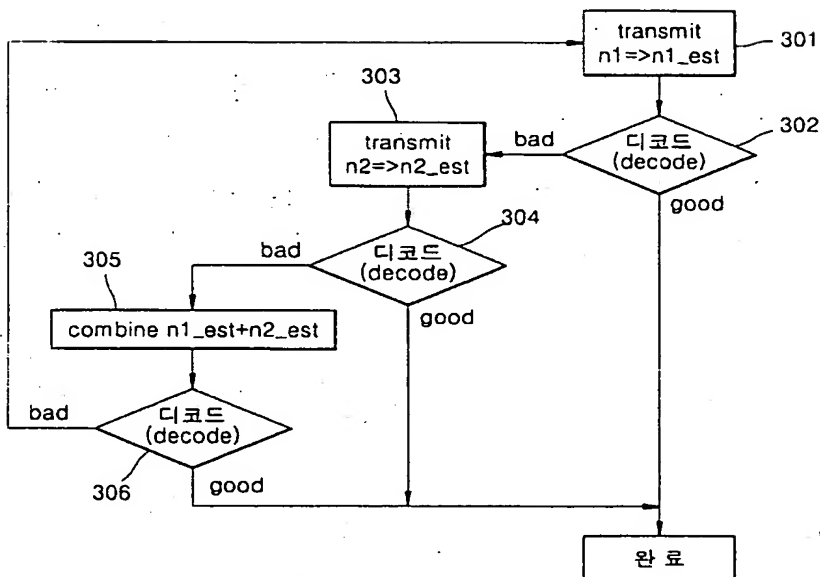 transmit
n1=>n1_est
301
302
디코드
(decode)
bad
good
303
transmit
n2=>n2_est
304
디코드
(decode)
bad
good
305
combine n1_est+n2_est
디코드
(decode)
bad
306
good
완 료